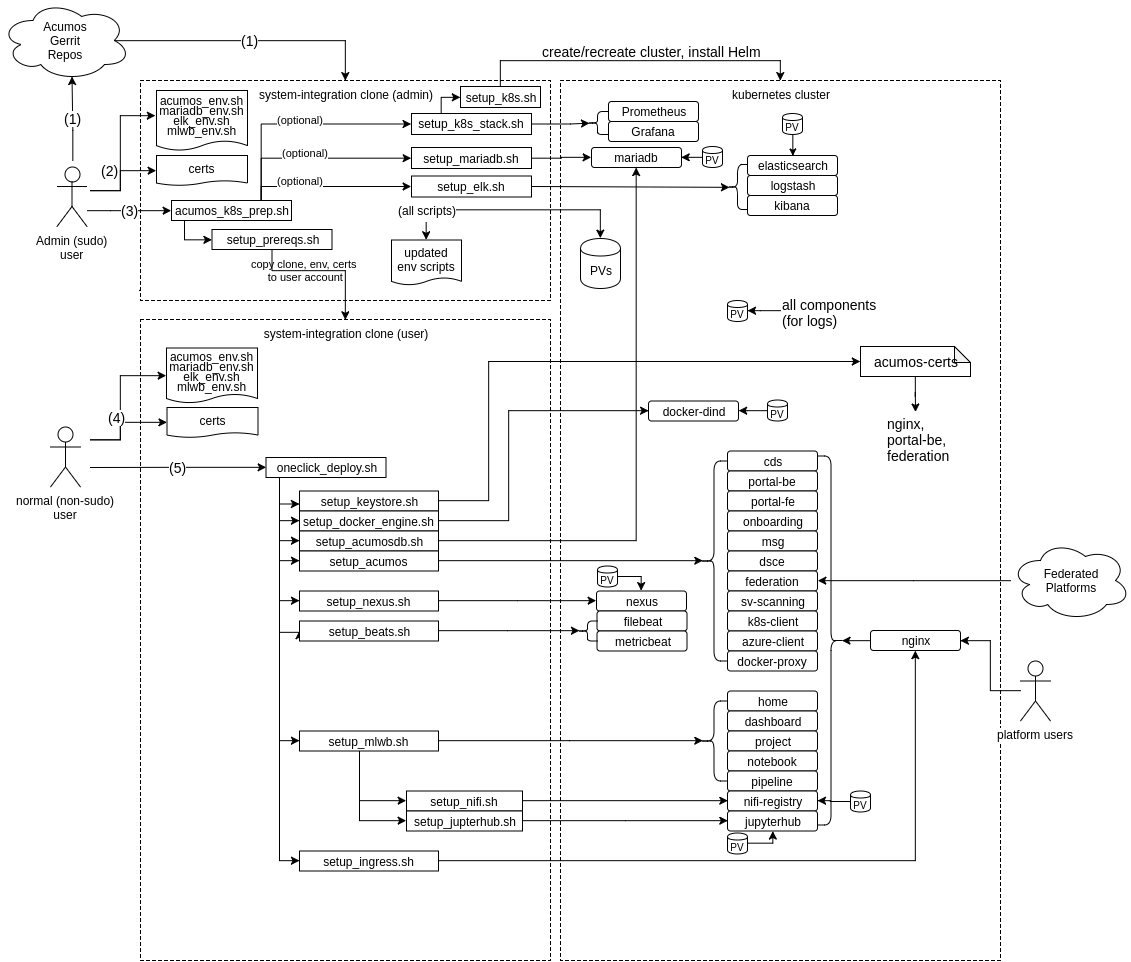 Acumos
Gerrit
Repos
(1)
create/recreate cluster, install Helm
(1)
system-integration clone (admin)
kubernetes cluster
acumos_env.sh
mariadb_env.sh
elk_env.sh
mlwb_env.sh
certs
(2)
(3)
Admin (sudo)
user
acumos_k8s_prep.sh
setup_prereqs.sh
copy clone, env, certs
to user account
(optional)
(optional)
(optional)
setup_k8s.sh
setup_k8s_stack.sh
setup_mariadb.sh
setup_elk.sh
(all scripts)
updated
env scripts
Prometheus
Grafana
mariadb
PV
PV
elasticsearch
logstash
kibana
PVs
PV
all components
(for logs)
system-integration clone (user)
acumos_env.sh
mariadb_env.sh
elk_env.sh
mlwb_env.sh
certs
(4)
(5)
normal (non-sudo)
user
oneclick_deploy.sh
setup_keystore.sh
setup_docker_engine.sh
setup_acumosdb.sh
setup_acumos
setup_nexus.sh
setup_beats.sh
setup_mlwb.sh
setup_nifi.sh
setup_jupterhub.sh
setup_ingress.sh
acumos-certs
nginx,
portal-be,
federation
docker-dind
PV
PV
nexus
filebeat
metricbeat
cds
portal-be
portal-fe
onboarding
msg
dsce
federation
sv-scanning
k8s-client
azure-client
docker-proxy
home
dashboard
project
notebook
pipeline
nifi-registry
jupyterhub
PV
PV
nginx
Federated
Platforms
platform users